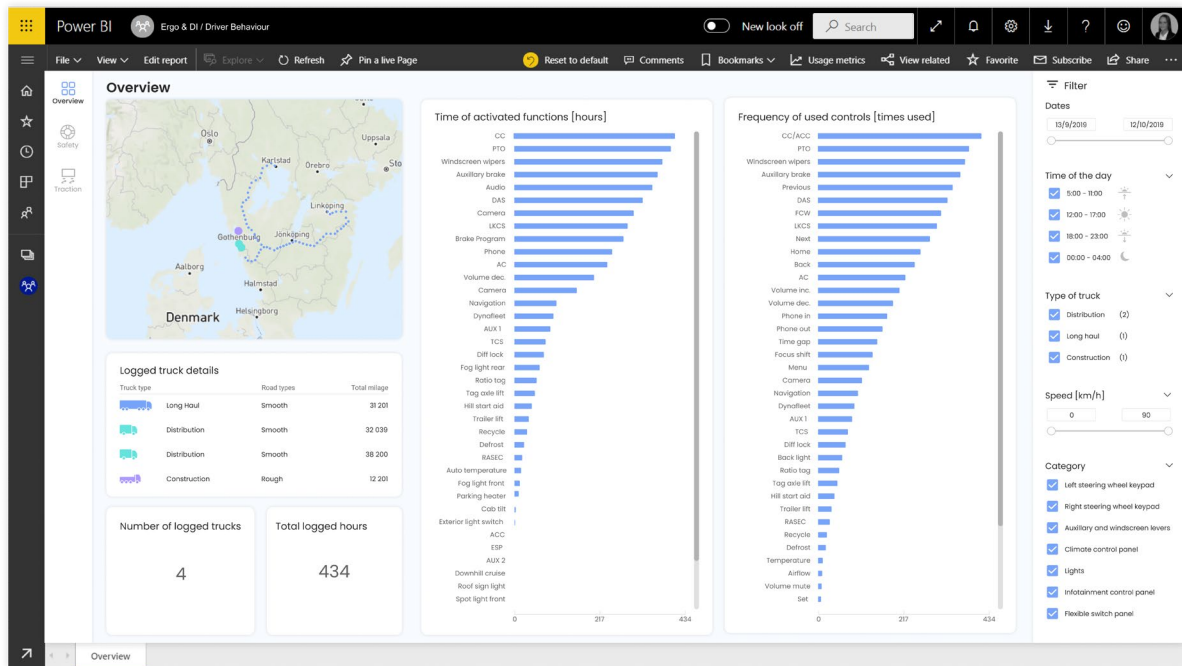 Power BI
Ergo & DI / Driver Behaviour
New look off
Search
File
View
Edit report
Explore
Refresh
Pin a live Page
Reset to default
Comments
Bookmarks
Usage metrics
View related
Favorite
Subscribe
Share
Overview
Safety
Traction
Overview
Oslo
Uppsala
Karlstad
Örebro
Sto
Linköping
Gothenburg
Jönköping
Aalborg
Halmstad
Denmark
Helsingborg
Logged truck details
Truck type Road types Total milage
Long Haul Smooth 31 201
Distribution Smooth 32 039
Distribution Smooth 38 200
Construction Rough 12 201
Number of logged trucks
4
Total logged hours
434
Time of activated functions [hours]
CC
PTO
Windscreen wipers
Auxillary brake
Audio
DAS
Comera
LKCS
Brake Program
Phone
AC
Volume dec.
Camera
Navigation
Dynafleet
AUX 1
TCS
Diff lock
Fog light rear
Ratio tag
Tag axle lift
Hill start aid
Trailer lift
Recycle
Defrost
RASEC
Auto temperature
Fog light front
Parking heater
Cab tilt
Exterior light switch
ACC
ESP
AUX 2
Downhill cruise
Roof sign light
Spot light front
0 217 434
Frequency of used controls [times used]
CC/ACC
PTO
Windscreen wipers
Auxillary brake
Previous
DAS
FCW
LKCS
Next
Home
Back
AC
Volume inc.
Volume dec.
Phone in
Phone out
Time gap
Focus shift
Menu
Camera
Navigation
Dynafleet
AUX 1
TCS
Diff lock
Back light
Ratio tag
Tag axle lift
Hill start aid
Trailer lift
RASEC
Recycle
Defrost
Temperature
Airflow
Volume mute
Set
0 217 434
Filter
Dates
13/9/2019 12/10/2019
Time of the day
5:00 - 11:00
12:00 - 17:00
18:00 - 23:00
00:00 - 04:00
Type of truck
Distribution (2)
Long haul (1)
Construction (1)
Speed [km/h]
0 90
Category
Left steering wheel keypad
Right steering wheel keypad
Auxillary and windscreen levers
Climate control panel
Lights
Infotainment control panel
Flexible switch panel
Overview